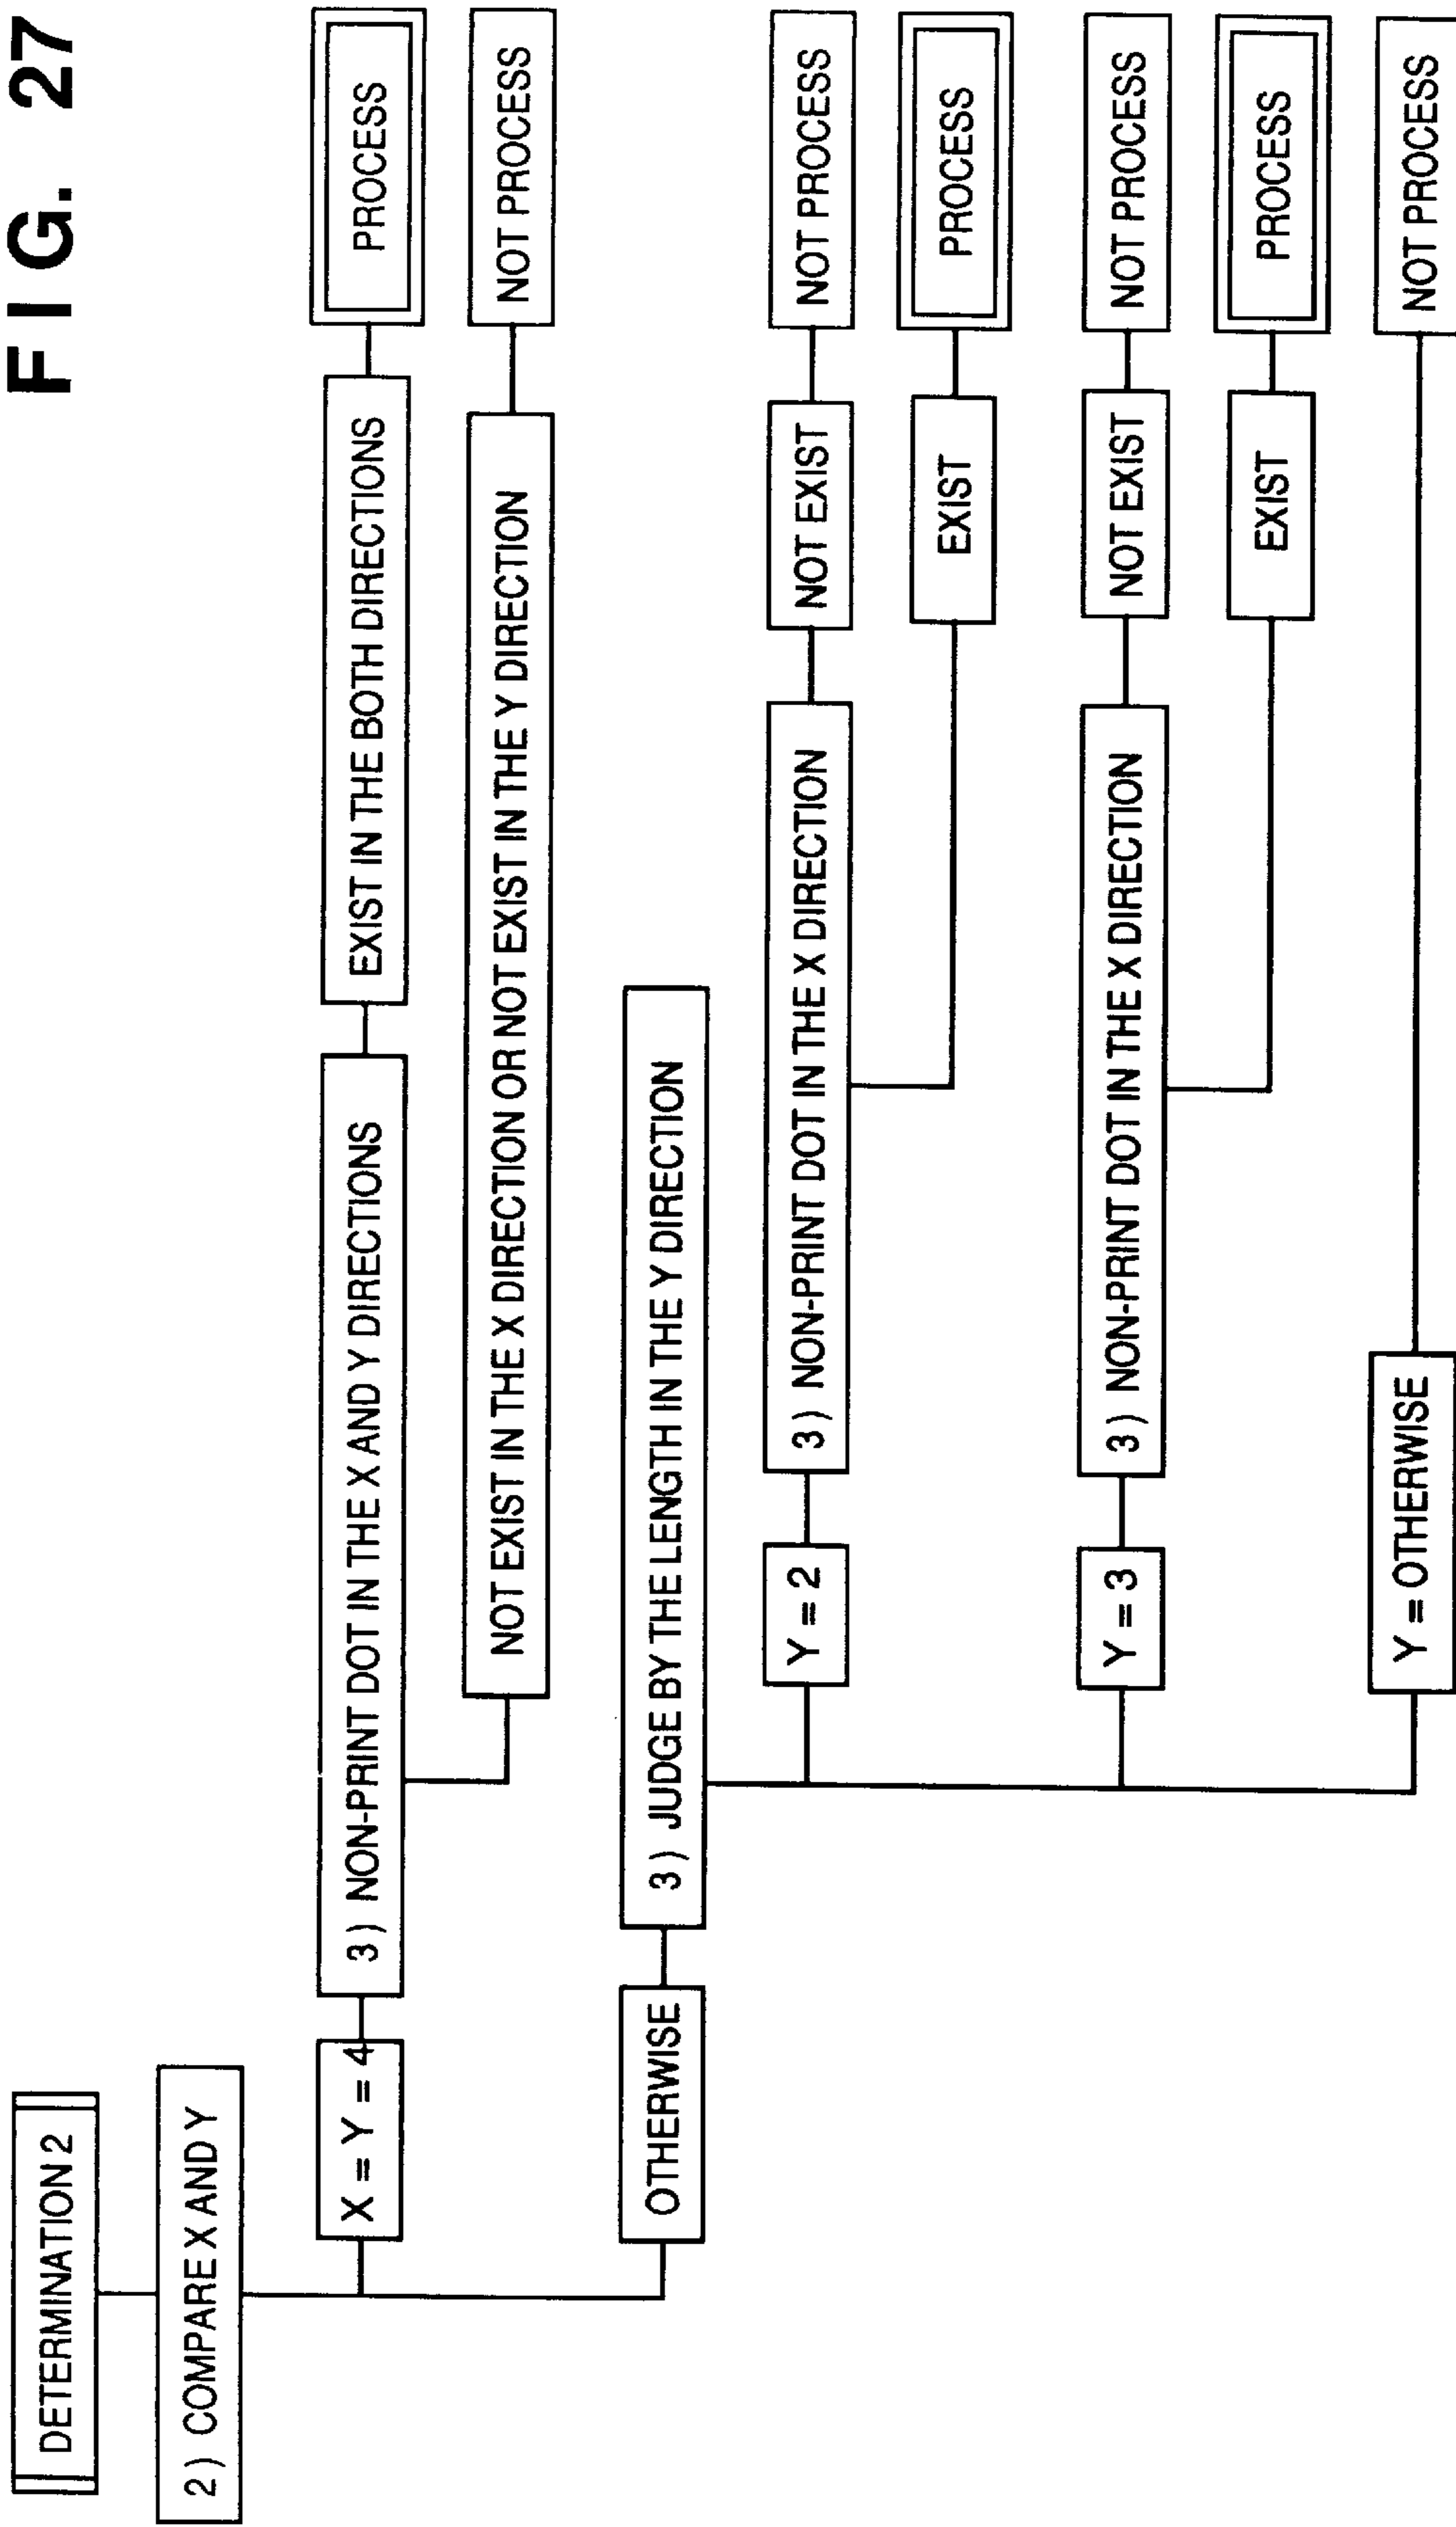 FIG. 27
DETERMINATION 2
2) COMPARE X AND Y
X = Y = 4
3) NON-PRINT DOT IN THE X AND Y DIRECTIONS
EXIST IN THE BOTH DIRECTIONS
PROCESS
NOT EXIST IN THE X DIRECTION OR NOT EXIST IN THE Y DIRECTION
NOT PROCESS
OTHERWISE
3) JUDGE BY THE LENGTH IN THE Y DIRECTION
Y = 2
3) NON-PRINT DOT IN THE X DIRECTION
NOT EXIST
NOT PROCESS
EXIST
PROCESS
Y = 3
3) NON-PRINT DOT IN THE X DIRECTION
NOT EXIST
NOT PROCESS
EXIST
PROCESS
Y = OTHERWISE
NOT PROCESS